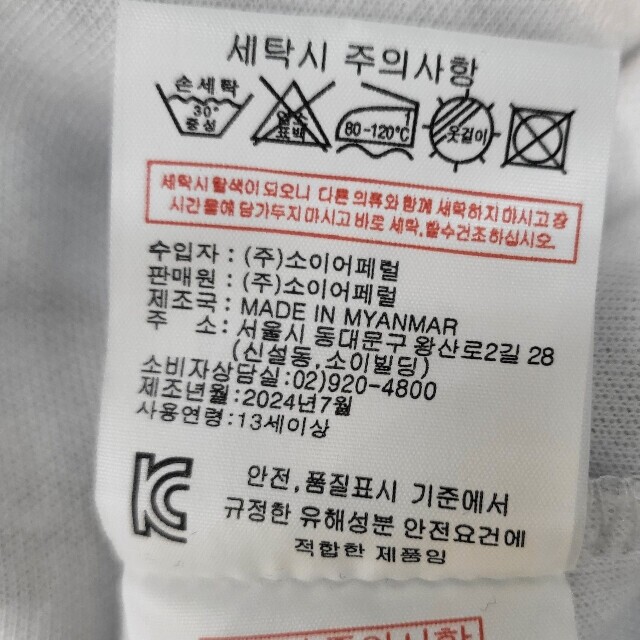 세탁시 주의사항
손세탁
30°
중성
염소
표백
80-120℃
옷걸이
세탁시 탈색이 되오니 다른 의류와 함께 세탁하지 마시고 장
시간 물에 담가두지 마시고 바로 세탁,탈수건조하십시오.
수입자 : (주)소이어페럴
판매원 : (주)소이어페럴
제조국 : MADE IN MYANMAR
주 소 : 서울시 동대문구 왕산로2길 28
(신설동,소이빌딩)
소비자상담실:02)920-4800
제조년월:2024년7월
사용연령:13세이상
KC
안전,품질표시 기준에서
규정한 유해성분 안전요건에
적합한 제품임